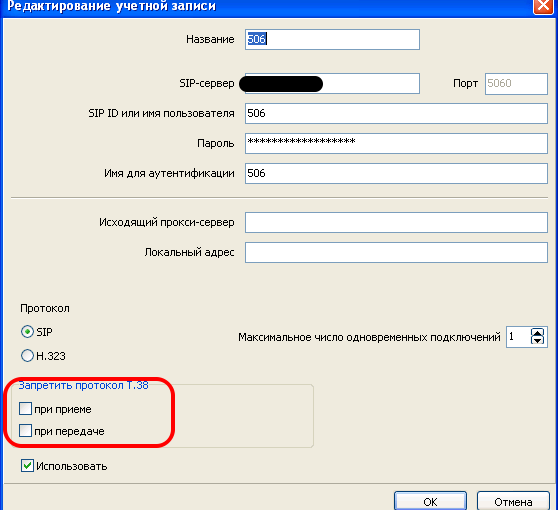 Редактирование учетной записи
Название 506
SIP-сервер Порт 5060
SIP ID или имя пользователя 506
Пароль ******************
Имя для аутентификации 506
Исходящий прокси-сервер
Локальный адрес
Протокол
SIP
Максимальное число одновременных подключений 1
H.323
Запретить протокол Т.38
при приеме
при передаче
Использовать
OK Отмена